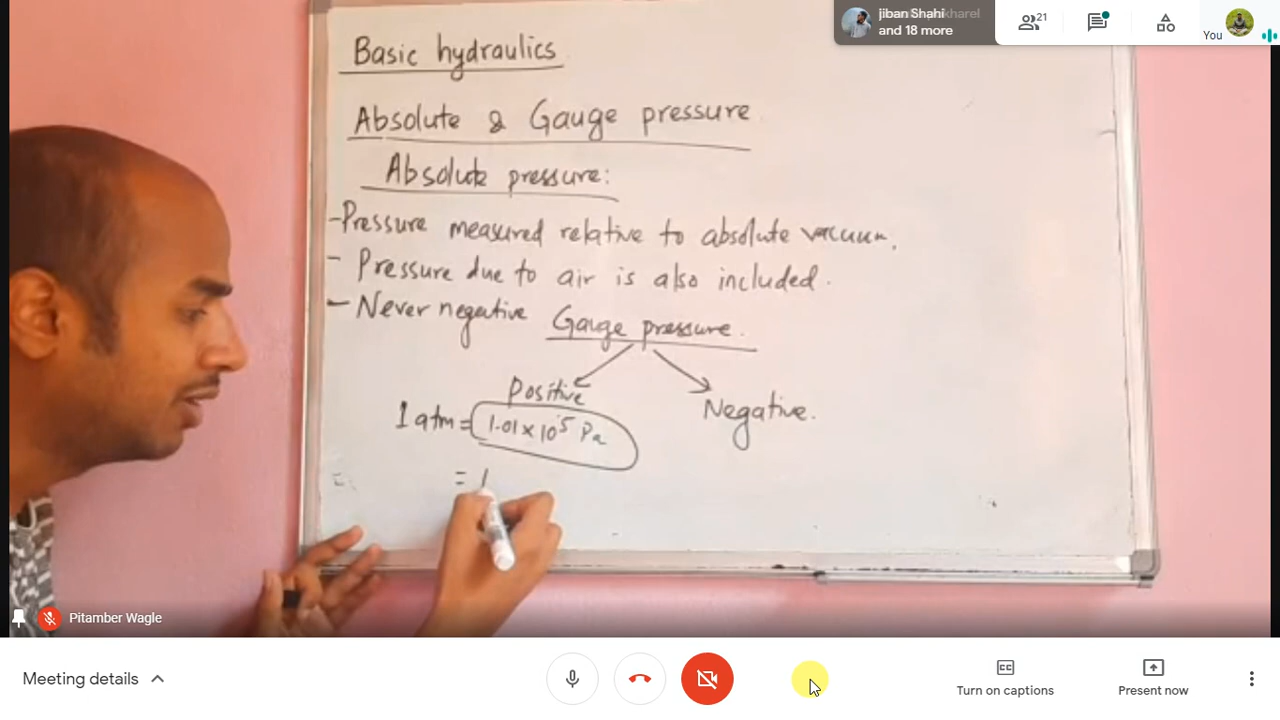 jiban Shahi
and 18 more
21
You
Basic hydraulics
Absolute & Gauge pressure
Absolute pressure:
-Pressure measured relative to absolute vacuum.
- Pressure due to air is also included.
- Never negative
Gauge pressure.
Positive
Negative.
1 atm = 1.01 × 10^5 Pa
=
Pitamber Wagle
Meeting details
Turn on captions
Present now